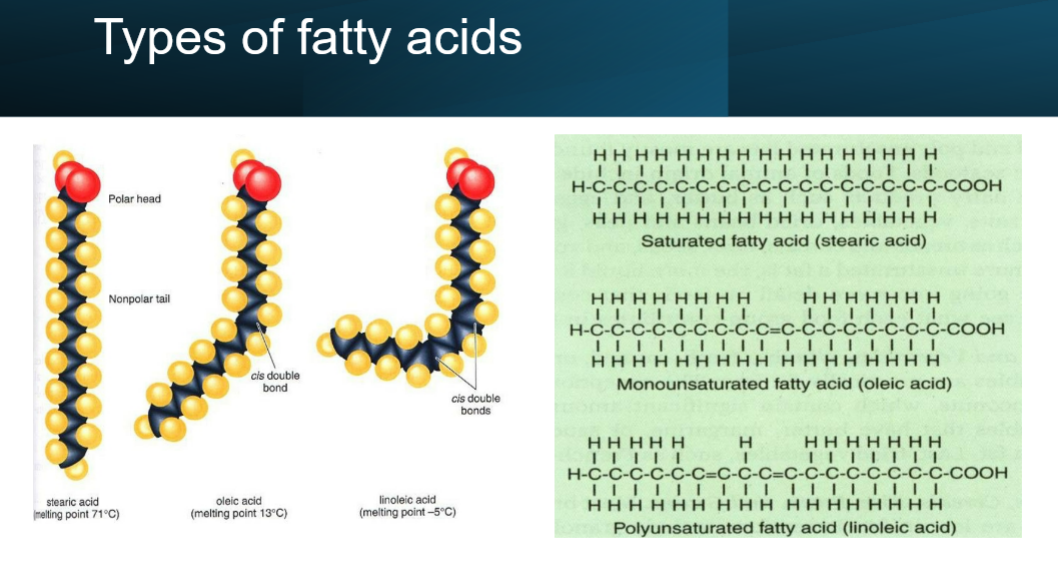 Types of fatty acids
Polar head
Nonpolar tail
cis double
bond
cis double
bonds
stearic acid
(melting point 71°C)
oleic acid
(melting point 13°C)
linoleic acid
(melting point –5°C)
H H H H H H H H H H H H H H H H H
H-C-C-C-C-C-C-C-C-C-C-C-C-C-C-C-C-C-COOH
H H H H H H H H H H H H H H H H H
Saturated fatty acid (stearic acid)
H H H H H H H H H H H H H H H
H-C-C-C-C-C-C-C-C-C=C-C-C-C-C-C-C-C-COOH
H H H H H H H H H H H H H H H H H
Monounsaturated fatty acid (oleic acid)
H H H H H H H H H H H H H
H-C-C-C-C-C-C=C-C-C=C-C-C-C-C-C-C-C-COOH
H H H H H H H H H H H H H H H H H
Polyunsaturated fatty acid (linoleic acid)